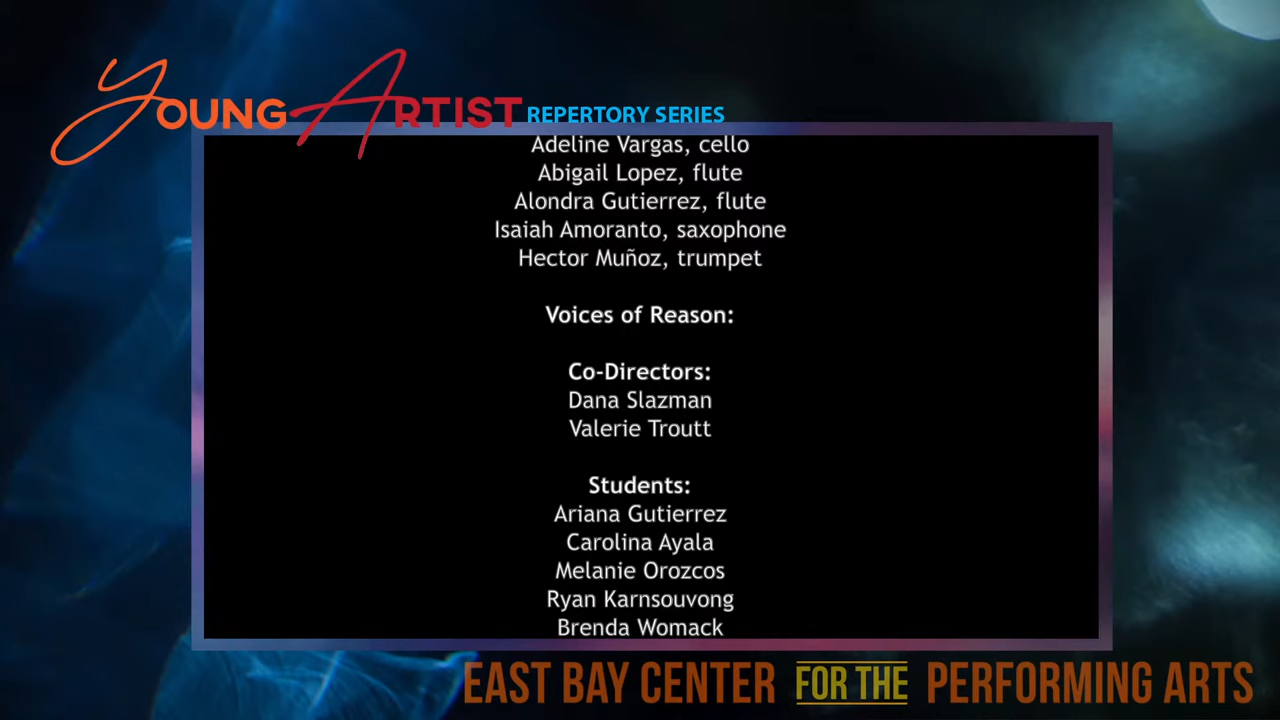 Young Artist REPERTORY SERIES
Adeline Vargas, cello
Abigail Lopez, flute
Alondra Gutierrez, flute
Isaiah Amoranto, saxophone
Hector Muñoz, trumpet
Voices of Reason:
Co-Directors:
Dana Slazman
Valerie Troutt
Students:
Ariana Gutierrez
Carolina Ayala
Melanie Orozcos
Ryan Karnsouvong
Brenda Womack
EAST BAY CENTER FOR THE PERFORMING ARTS